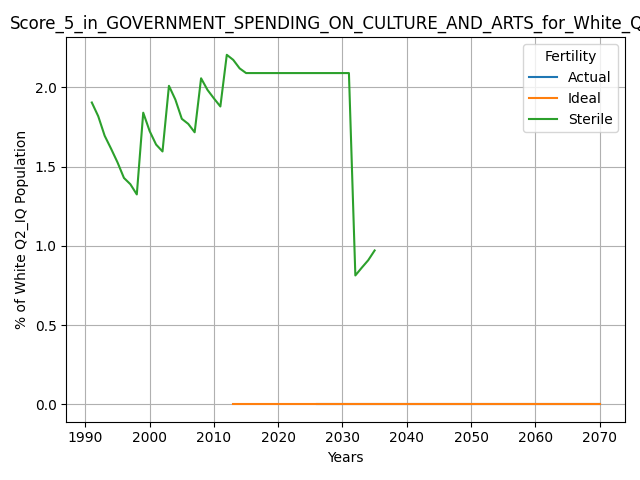 Score_5_in_GOVERNMENT_SPENDING_ON_CULTURE_AND_ARTS_for_White_Q
Fertility
Actual
Ideal
Sterile
% of White Q2_IQ Population
2.0
1.5
1.0
0.5
0.0
1990 2000 2010 2020 2030 2040 2050 2060 2070
Years